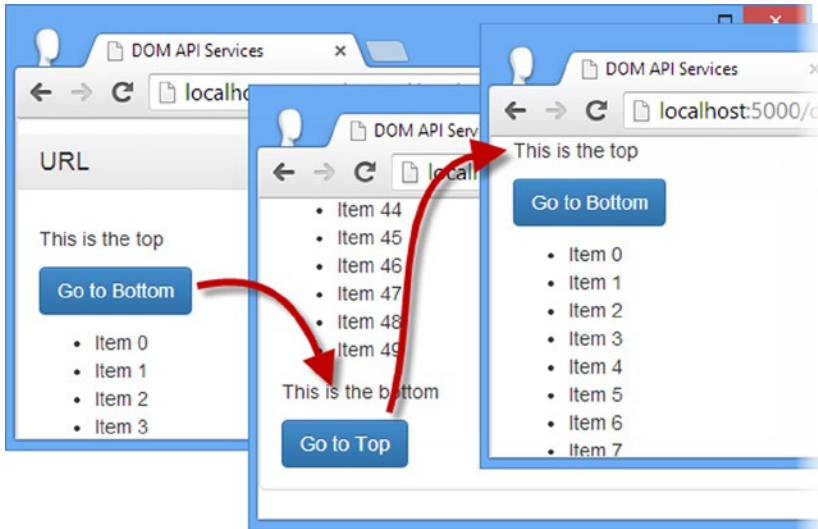 DOM API Services
localho
URL
This is the top
Go to Bottom
Item 0
Item 1
Item 2
Item 3
DOM API Serv
Item 44
Item 45
Item 46
Item 47
Item 48
Item 49
This is the bottom
Go to Top
DOM API Services
localhost:5000/
This is the top
Go to Bottom
Item 0
Item 1
Item 2
Item 3
Item 4
Item 5
Item 6
Item 7